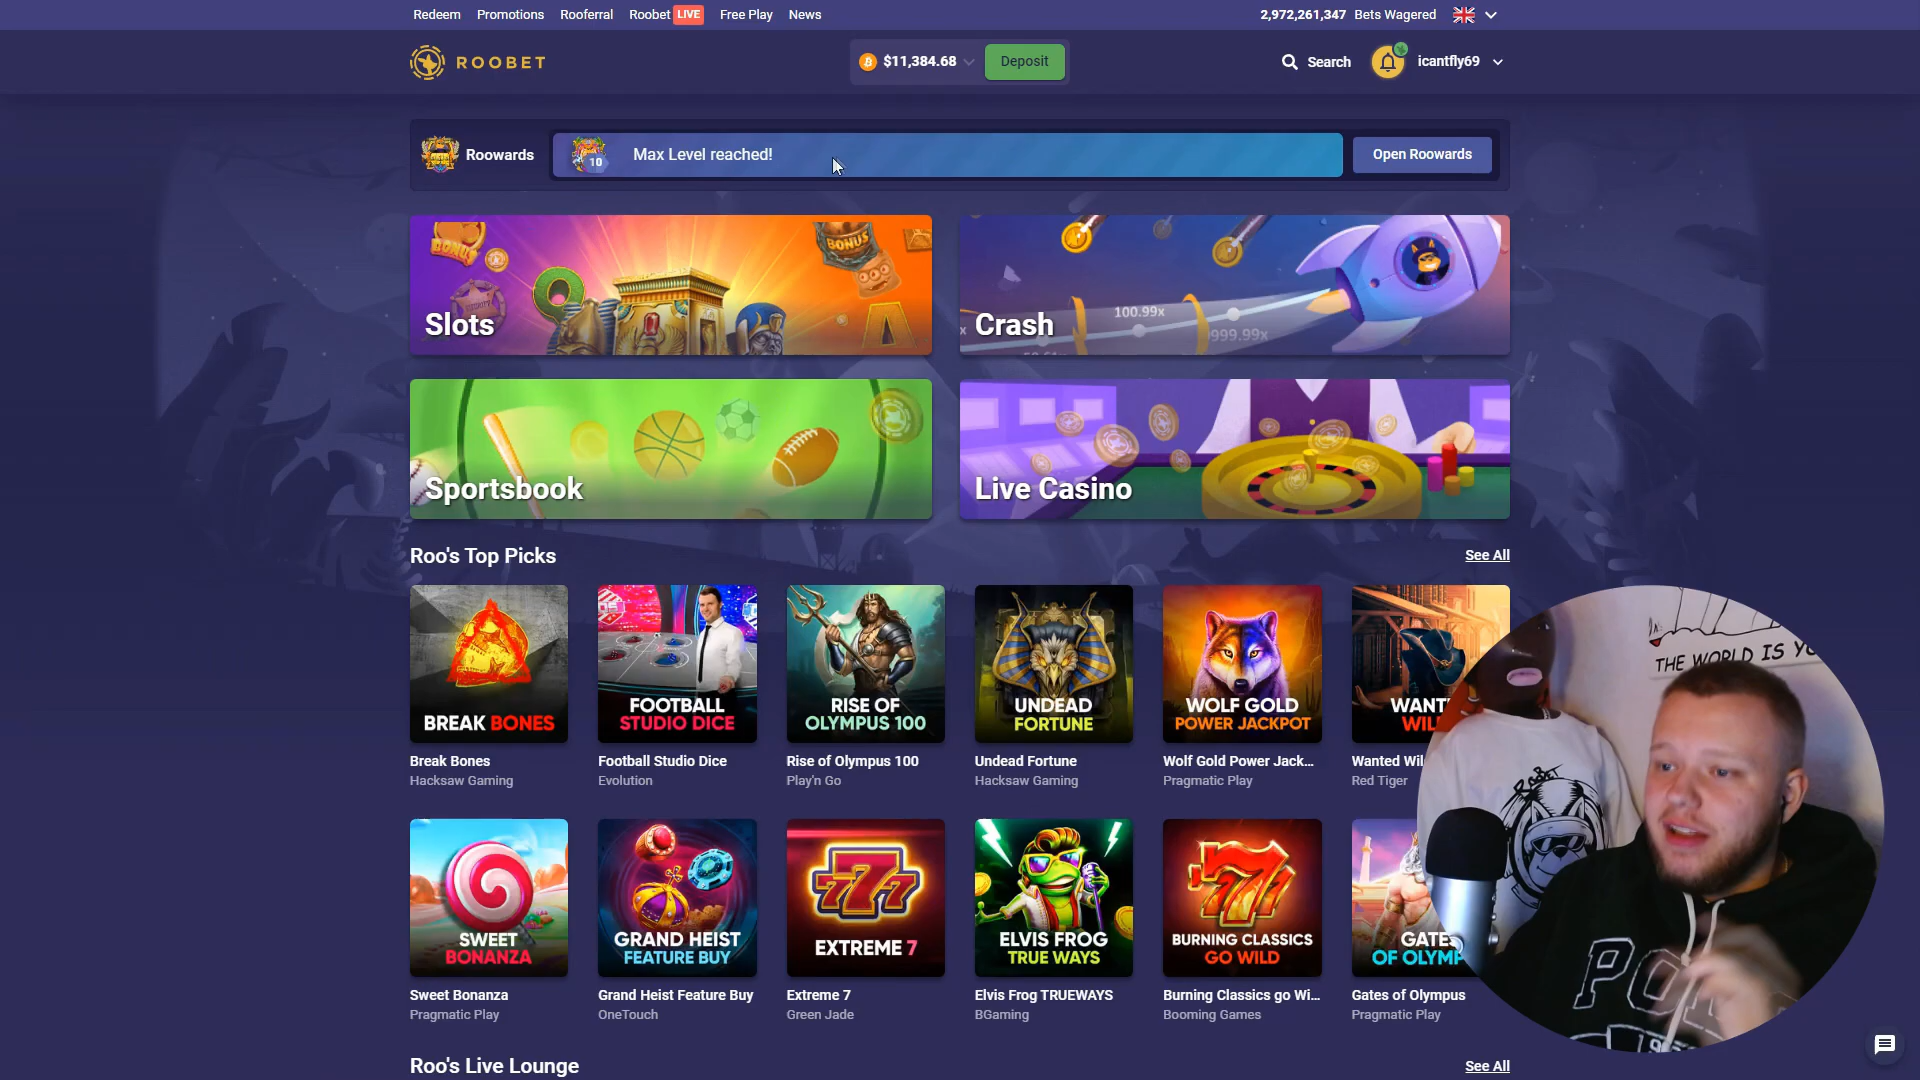 Redeem Promotions Rooferral Roobet LIVE Free Play News
2,972,261,347 Bets Wagered
ROOBET
$11,384.68
Deposit
Search
icantfly69
Roowards
10
Max Level reached!
Open Roowards
BONUS
BONUS
Slots
100.99x
999.99x
Crash
Sportsbook
Live Casino
Roo's Top Picks
See All
BREAK BONES
FOOTBALL
STUDIO DICE
RISE OF
OLYMPUS 100
UNDEAD
FORTUNE
WOLF GOLD
POWER JACKPOT
Break Bones
Hacksaw Gaming
Football Studio Dice
Evolution
Rise of Olympus 100
Play'n Go
Undead Fortune
Hacksaw Gaming
Wolf Gold Power Jack...
Pragmatic Play
Red Tiger
THE WORLD IS
SWEET
BONANZA
GRAND HEIST
FEATURE BUY
777
EXTREME 7
ELVIS FROG
TRUE WAYS
BURNING CLASSICS
GO WILD
Sweet Bonanza
Pragmatic Play
Grand Heist Feature Buy
OneTouch
Extreme 7
Green Jade
Elvis Frog TRUEWAYS
BGaming
Burning Classics go Wi...
Booming Games
Gates of Olympus
Pragmatic Play
Roo's Live Lounge
See All